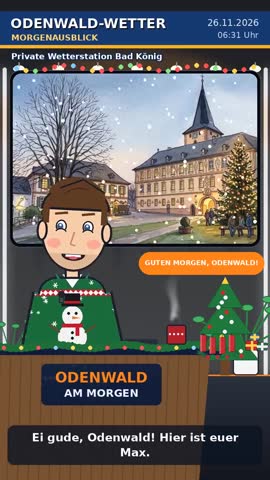 ODENWALD-WETTER
26.11.2026
MORGENAUSBLICK
06:31 Uhr
Private Wetterstation Bad König
GUTEN MORGEN, ODENWALD!
ODENWALD
AM MORGEN
Ei gude, Odenwald! Hier ist euer
Max.